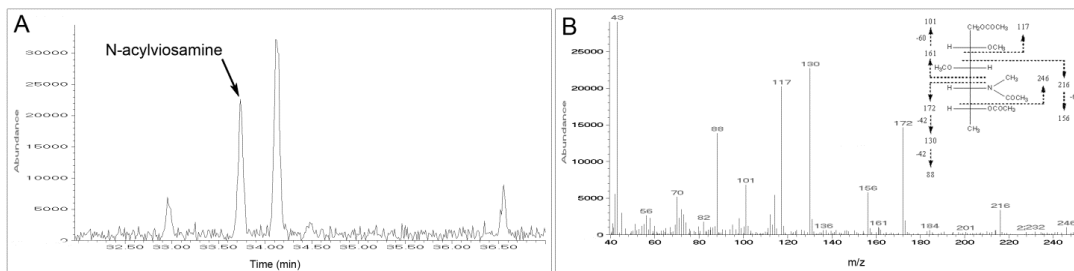 A
N-acylviosamine
Abundance
30000
25000
20000
15000
10000
5000
0
32.50 33.00 33.50 34.00 34.50 35.00 35.50 36.00 36.50
Time (min)
B
43
Abundance
25000
20000
15000
10000
5000
0
56
70
82
88
101
117
130
136
156
161
172
184
201
216
232
246
40 60 80 100 120 140 160 180 200 220 240
m/z
101
-60
161
172
-42
130
-42
88
CH₂OCOCH₃
H OCH₃
H₃CO H
H N CH₃
COCH₃
H OCOCH₃
CH₃
117
246
216
156